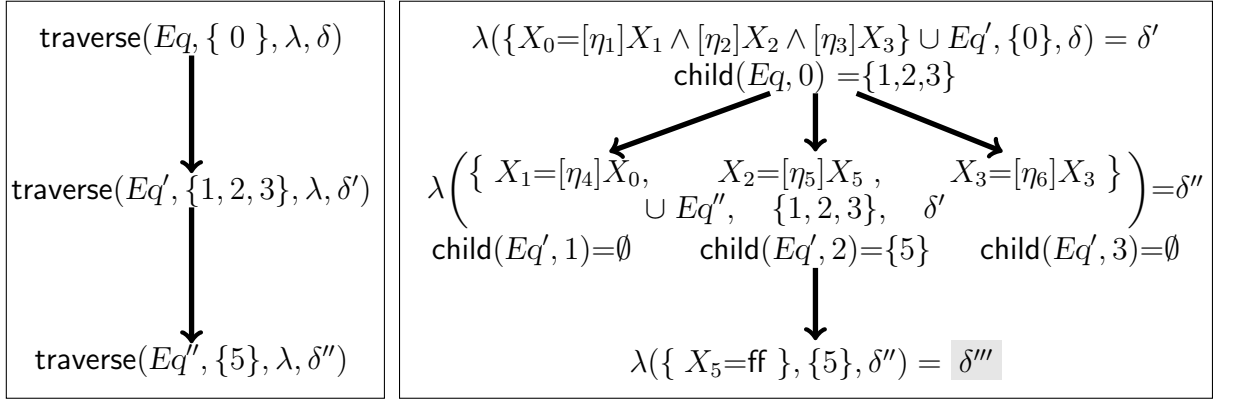 traverse(Eq, { 0 }, λ, δ)
traverse(Eq′, {1, 2, 3}, λ, δ′)
traverse(Eq″, {5}, λ, δ″)
λ({X₀=[η₁]X₁ ∧ [η₂]X₂ ∧ [η₃]X₃} ∪ Eq′, {0}, δ) = δ′
child(Eq, 0) ={1,2,3}
λ({ X₁=[η₄]X₀, X₂=[η₅]X₅ , X₃=[η₆]X₃ }
∪ Eq″, {1, 2, 3}, δ′ )=δ″
child(Eq′, 1)=∅ child(Eq′, 2)={5} child(Eq′, 3)=∅
λ({ X₅=ff }, {5}, δ″) = δ‴